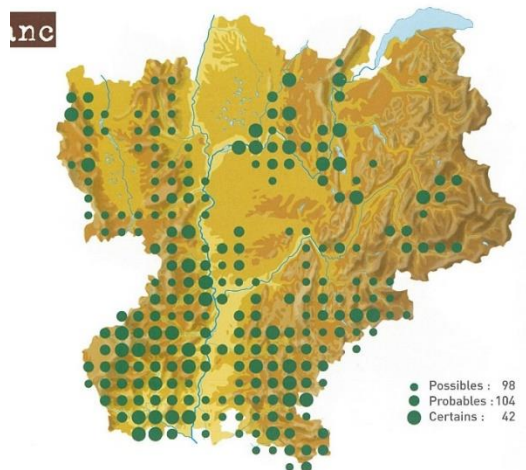 anc
Possibles : 98
Probables : 104
Certains : 42